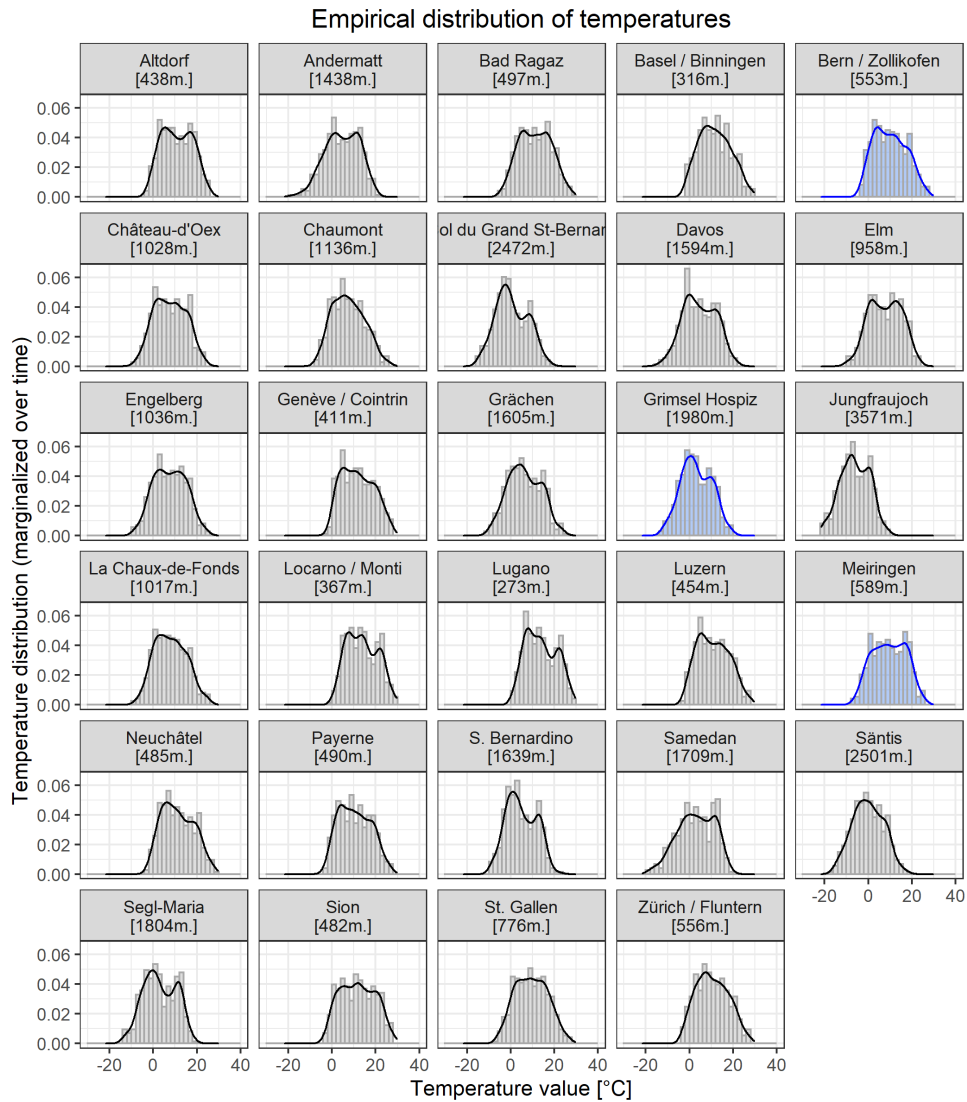 Empirical distribution of temperatures
Altdorf
[438m.]
Andermatt
[1438m.]
Bad Ragaz
[497m.]
Basel / Binningen
[316m.]
Bern / Zollikofen
[553m.]
0.06
0.04
0.02
0.00
Château-d'Oex
[1028m.]
Chaumont
[1136m.]
ol du Grand St-Bernar
[2472m.]
Davos
[1594m.]
Elm
[958m.]
0.06
0.04
0.02
0.00
Engelberg
[1036m.]
Genève / Cointrin
[411m.]
Grächen
[1605m.]
Grimsel Hospiz
[1980m.]
Jungfraujoch
[3571m.]
0.06
0.04
0.02
0.00
La Chaux-de-Fonds
[1017m.]
Locarno / Monti
[367m.]
Lugano
[273m.]
Luzern
[454m.]
Meiringen
[589m.]
0.06
0.04
0.02
0.00
Neuchâtel
[485m.]
Payerne
[490m.]
S. Bernardino
[1639m.]
Samedan
[1709m.]
Säntis
[2501m.]
0.06
0.04
0.02
0.00
-20 0 20 40
Segl-Maria
[1804m.]
Sion
[482m.]
St. Gallen
[776m.]
Zürich / Fluntern
[556m.]
0.06
0.04
0.02
0.00
-20 0 20 40 -20 0 20 40 -20 0 20 40 -20 0 20 40
Temperature value [°C]
Temperature distribution (marginalized over time)